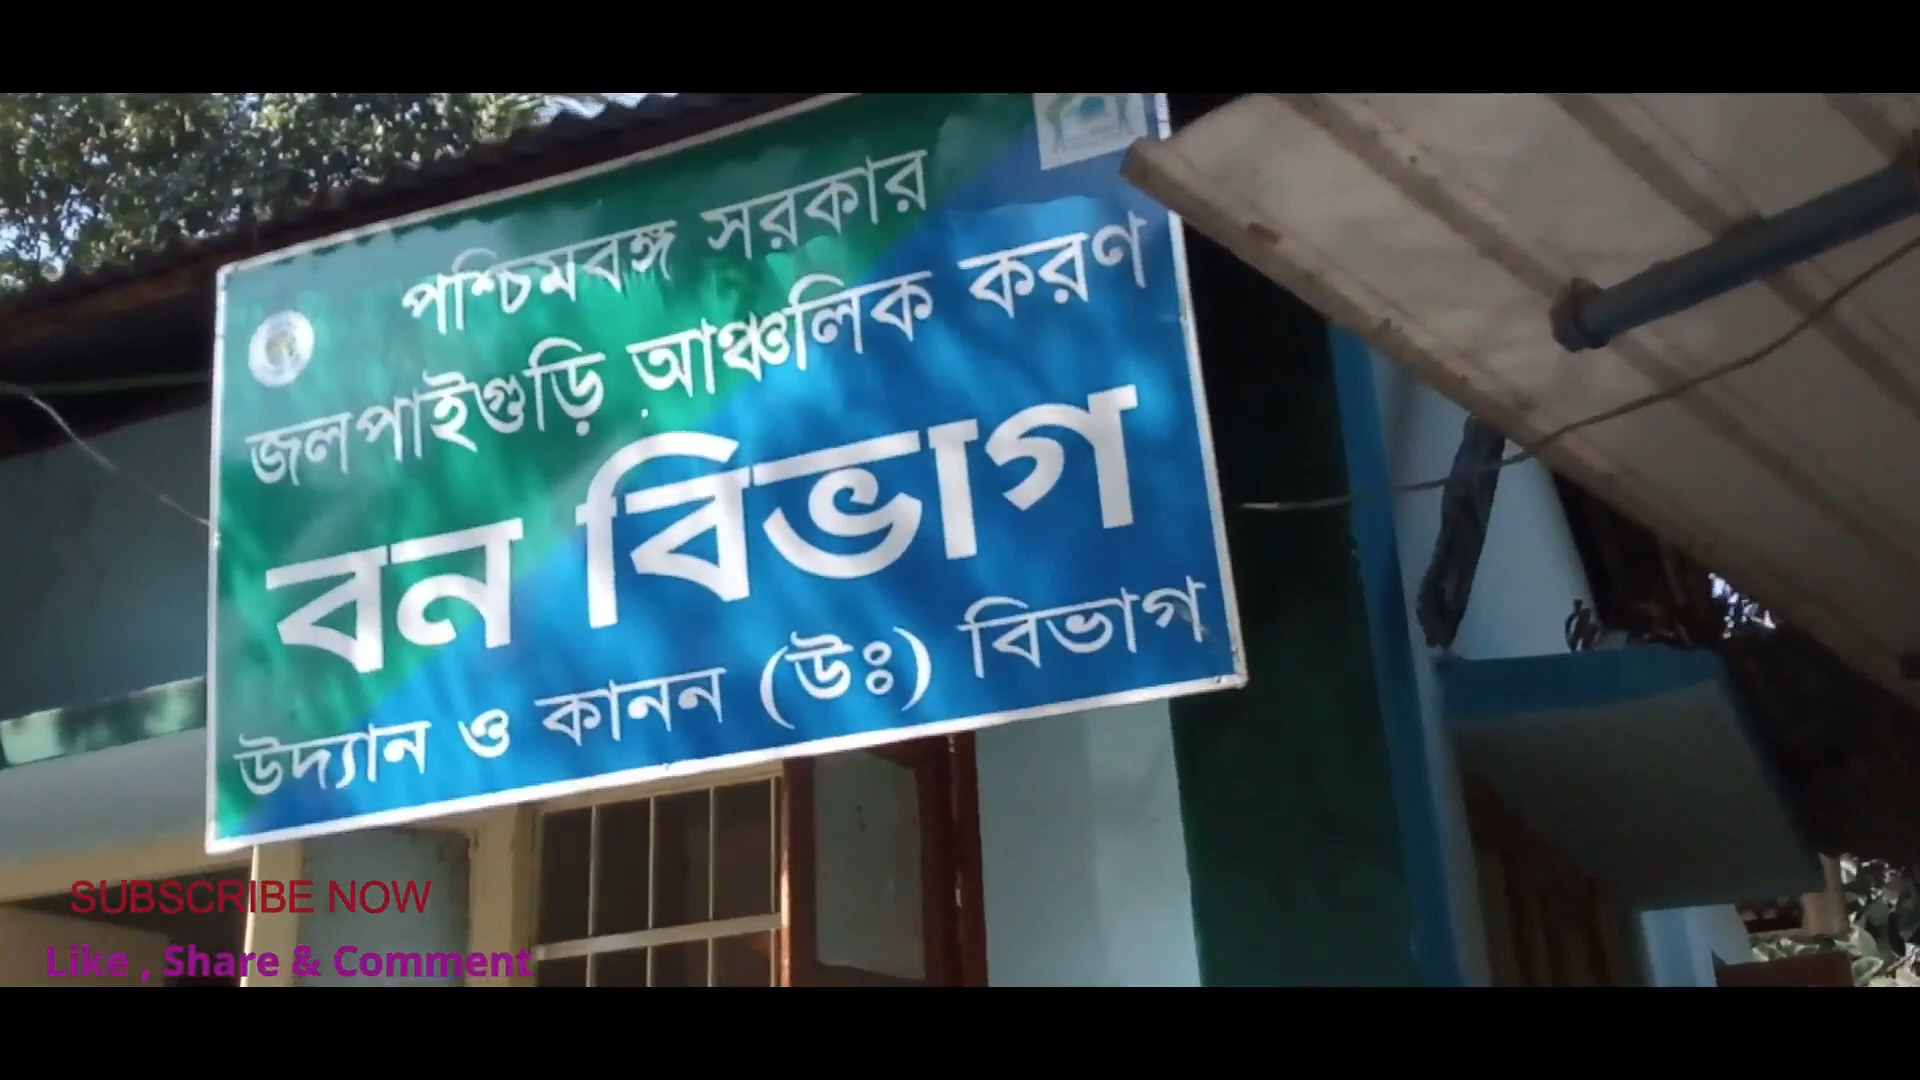 পশ্চিমবঙ্গ সরকার
জলপাইগুড়ি আঞ্চলিক করণ
বন বিভাগ
উদ্যান ও কানন (উঃ) বিভাগ
SUBSCRIBE NOW
Like , Share & Comment